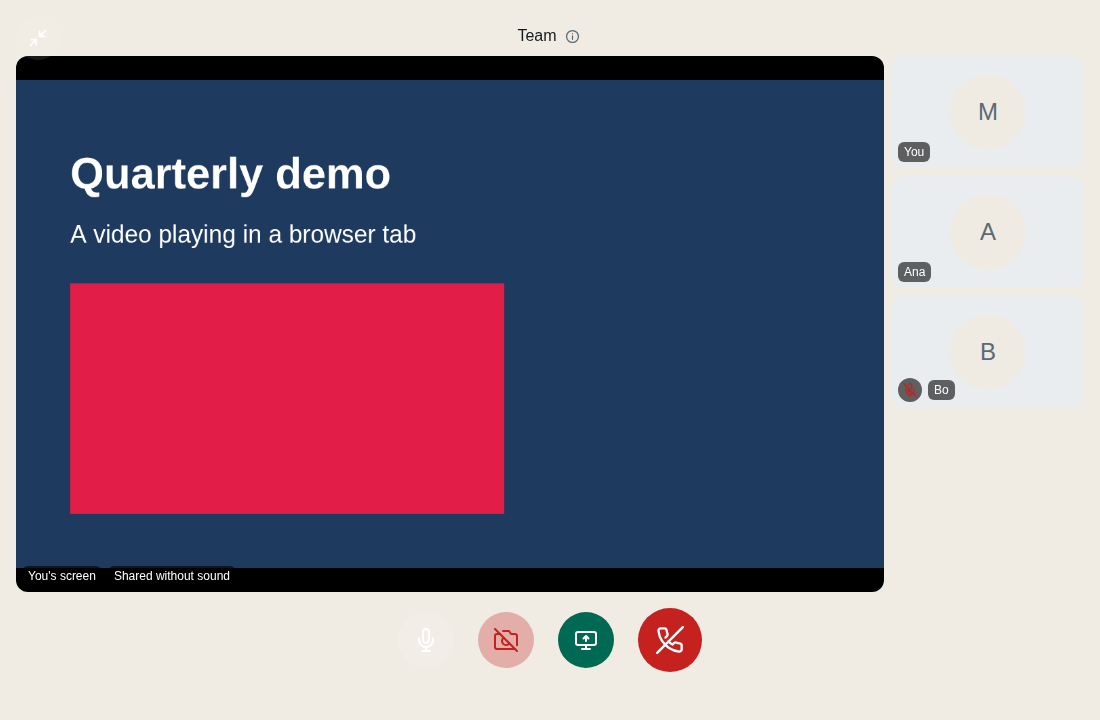 Team
Quarterly demo
A video playing in a browser tab
You's screen
Shared without sound
M
You
A
Ana
B
Bo